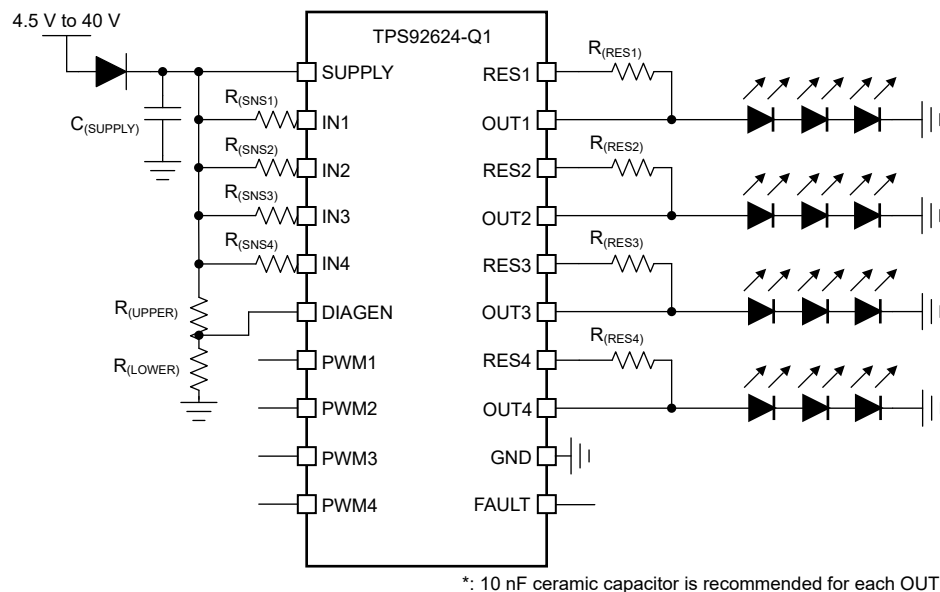 4.5 V to 40 V
TPS92624-Q1
SUPPLY
RES1
R(RES1)
C(SUPPLY)
R(SNS1)
IN1
OUT1
R(SNS2)
IN2
RES2
R(RES2)
R(SNS3)
IN3
OUT2
R(SNS4)
IN4
RES3
R(RES3)
R(UPPER)
DIAGEN
OUT3
R(LOWER)
PWM1
RES4
R(RES4)
PWM2
OUT4
PWM3
GND
PWM4
FAULT
*: 10 nF ceramic capacitor is recommended for each OUT